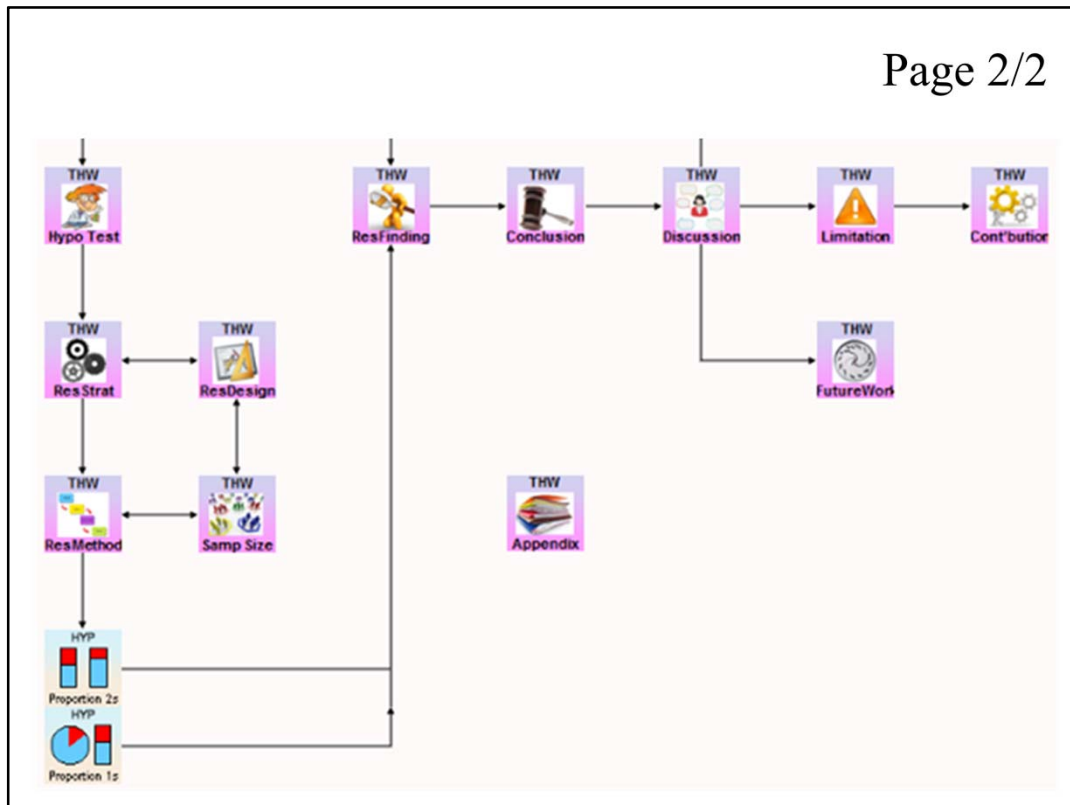 Page 2/2
THW
Hypo Test
THW
ResFinding
THW
Conclusion
THW
Discussion
THW
Limitation
THW
Cont'bution
THW
ResStrat
THW
ResDesign
THW
FutureWork
THW
ResMethod
THW
Samp Size
THW
Appendix
HYP
Proportion 2s
HYP
Proportion 1s